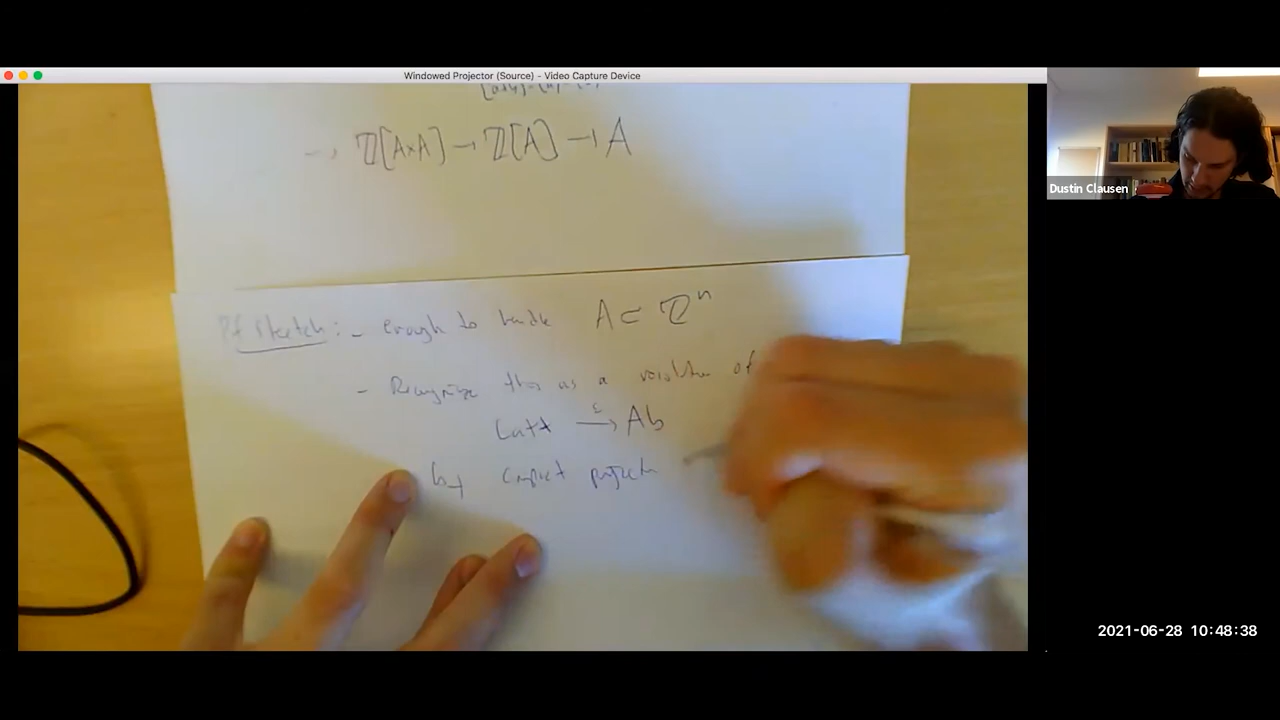 Windowed Projector (Source) - Video Capture Device
→ ℤ[A×A] → ℤ[A] → A
Dustin Clausen
Pf sketch: - enough to handle A = ℤⁿ
- Recognize this as a resolution of
Latt → Ab
by compact projective
2021-06-28 10:48:38